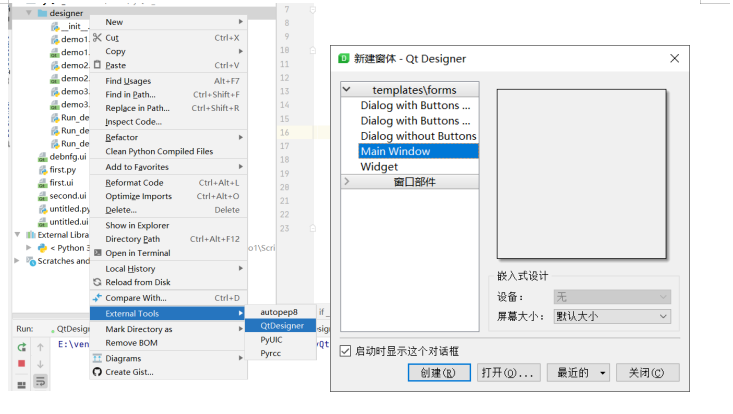 designer
__init__.
demo1.
demo1.
demo2.
demo2.
demo3.
demo3.
Run_de
Run_de
Run_de
debnfg.ui
first.py
first.ui
second.ui
untitled.py
untitled.ui
External Libra
< Python 3
Scratches and
New
Cut Ctrl+X
Copy
Paste Ctrl+V
Find Usages Alt+F7
Find in Path... Ctrl+Shift+F
Replace in Path... Ctrl+Shift+R
Inspect Code...
Refactor
Clean Python Compiled Files
Add to Favorites
Reformat Code Ctrl+Alt+L
Optimize Imports Ctrl+Alt+O
Delete... Delete
Show in Explorer
Directory Path Ctrl+Alt+F12
Open in Terminal
Local History
Reload from Disk
Compare With... Ctrl+D
External Tools
Mark Directory as
Remove BOM
Diagrams
Create Gist...
autopep8
QtDesigner
PyUIC
Pyrcc
7
8
9
10
11
12
13
14
15
16
17
18
19
20
21
22
23
o1\Scri
if_
Run: QtDesign
E:\ven
新建窗体 - Qt Designer
templates\forms
Dialog with Buttons ...
Dialog with Buttons ...
Dialog without Buttons
Main Window
Widget
窗口部件
嵌入式设计
设备: 无
屏幕大小: 默认大小
启动时显示这个对话框
创建(R) 打开(O)... 最近的 关闭(C)